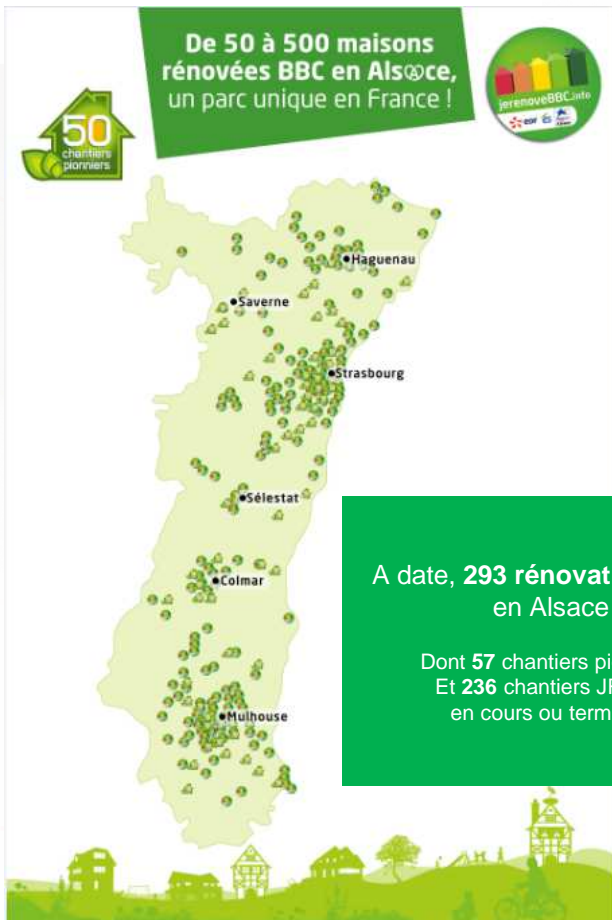 De 50 à 500 maisons
rénovées BBC en Alsace,
un parc unique en France !
50
chantiers
pionniers
jerenoveBBC.info
Haguenau
Saverne
Strasbourg
Sélestat
Colmar
Mulhouse
A date, 293 rénovat
en Alsace
Dont 57 chantiers pi
Et 236 chantiers
en cours ou term